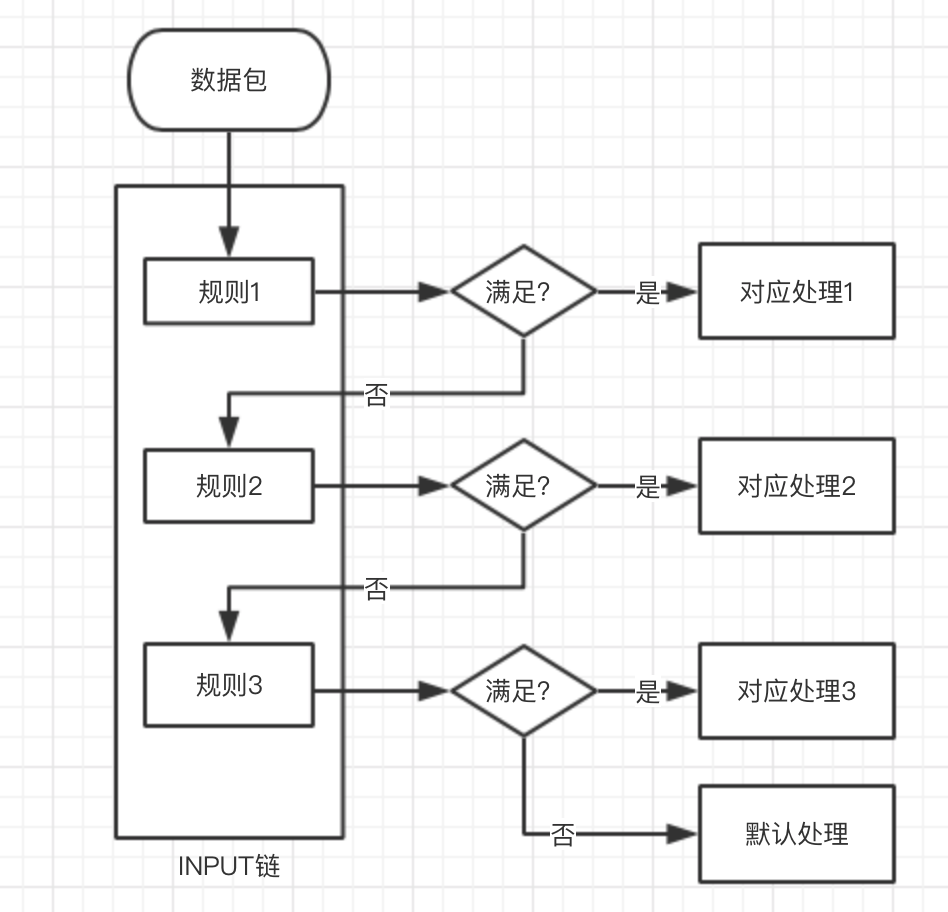 数据包
规则1
满足?
是
对应处理1
否
规则2
满足?
是
对应处理2
否
规则3
满足?
是
对应处理3
否
默认处理
INPUT链